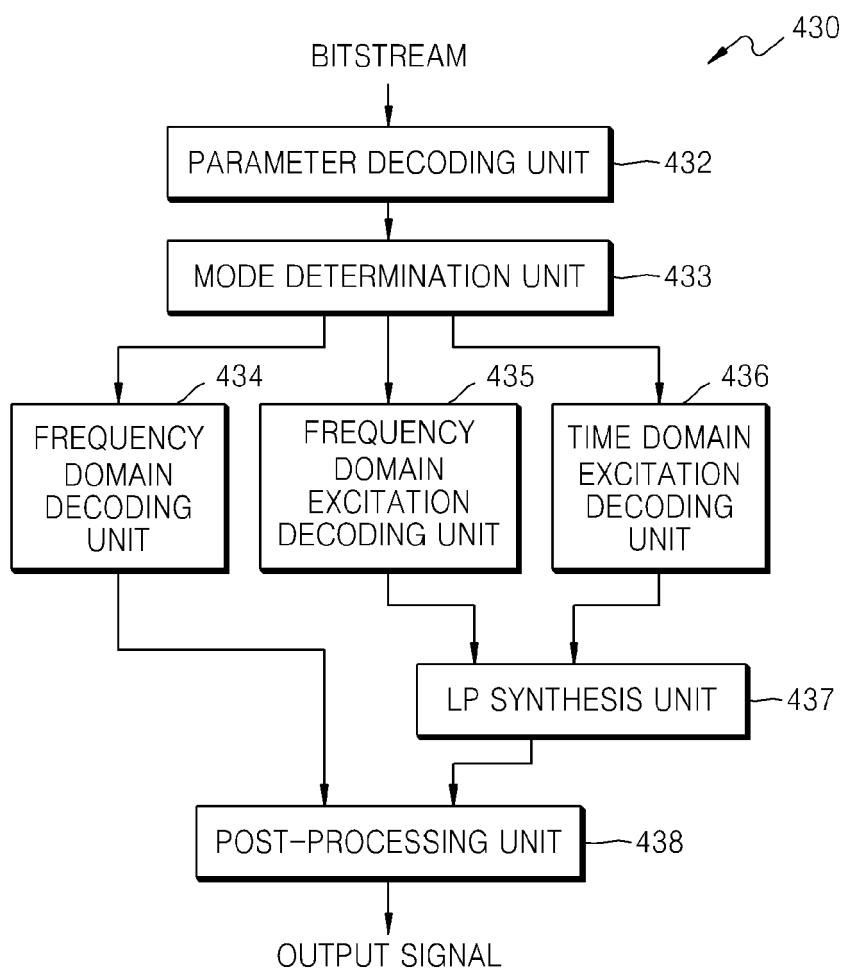 430
BITSTREAM
PARAMETER DECODING UNIT
432
MODE DETERMINATION UNIT
433
434
FREQUENCY
DOMAIN
DECODING
UNIT
435
FREQUENCY
DOMAIN
EXCITATION
DECODING UNIT
436
TIME DOMAIN
EXCITATION
DECODING
UNIT
LP SYNTHESIS UNIT
437
POST-PROCESSING UNIT
438
OUTPUT SIGNAL